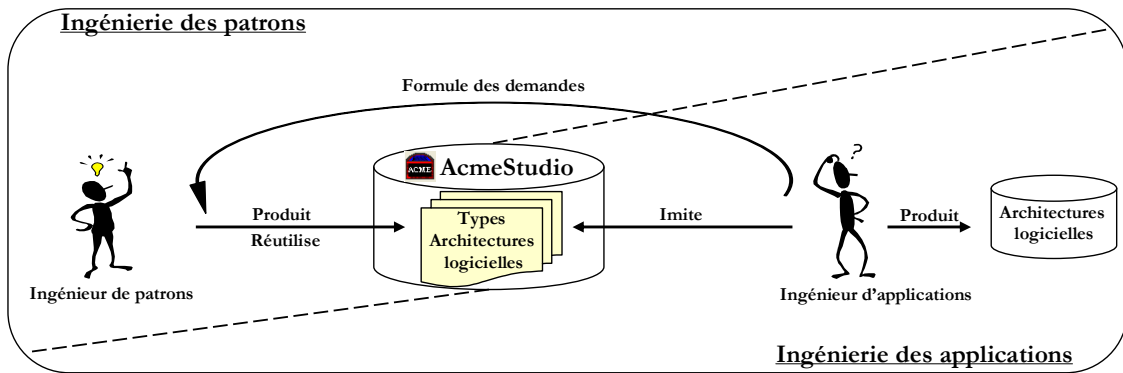 Ingénierie des patrons
Formule des demandes
ACME
AcmeStudio
?
Produit
Réutilise
Types
Architectures
logicielles
Imite
Produit
Architectures
logicielles
Ingénieur de patrons
Ingénieur d'applications
Ingénierie des applications